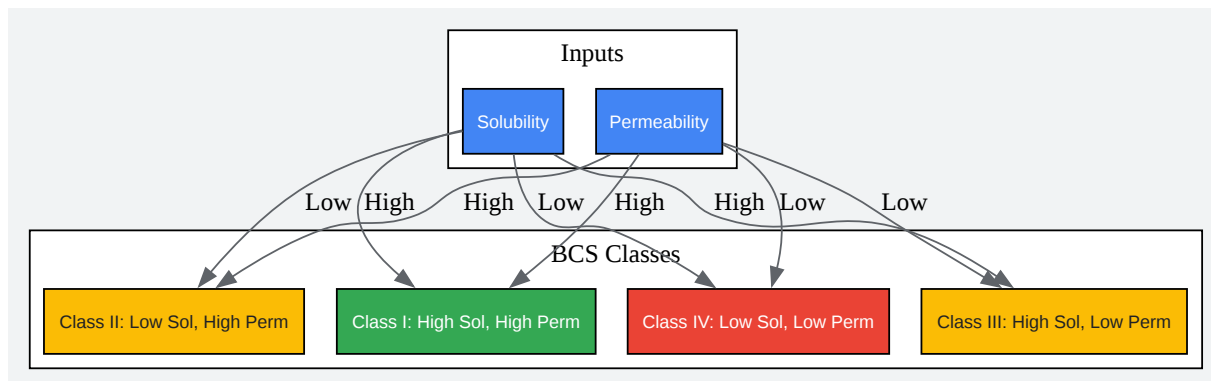 Inputs
Solubility
Permeability
Low
High
High
Low
High
High
Low
Low
BCS Classes
Class II: Low Sol, High Perm
Class I: High Sol, High Perm
Class IV: Low Sol, Low Perm
Class III: High Sol, Low Perm